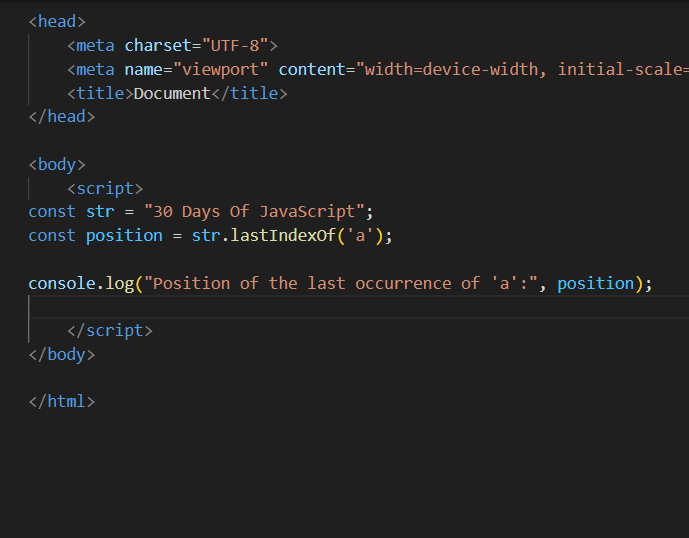 <head>
    <meta charset="UTF-8">
    <meta name="viewport" content="width=device-width, initial-scale=
    <title>Document</title>
</head>

<body>
    <script>
const str = "30 Days Of JavaScript";
const position = str.lastIndexOf('a');

console.log("Position of the last occurrence of 'a':", position);

    </script>
</body>

</html>